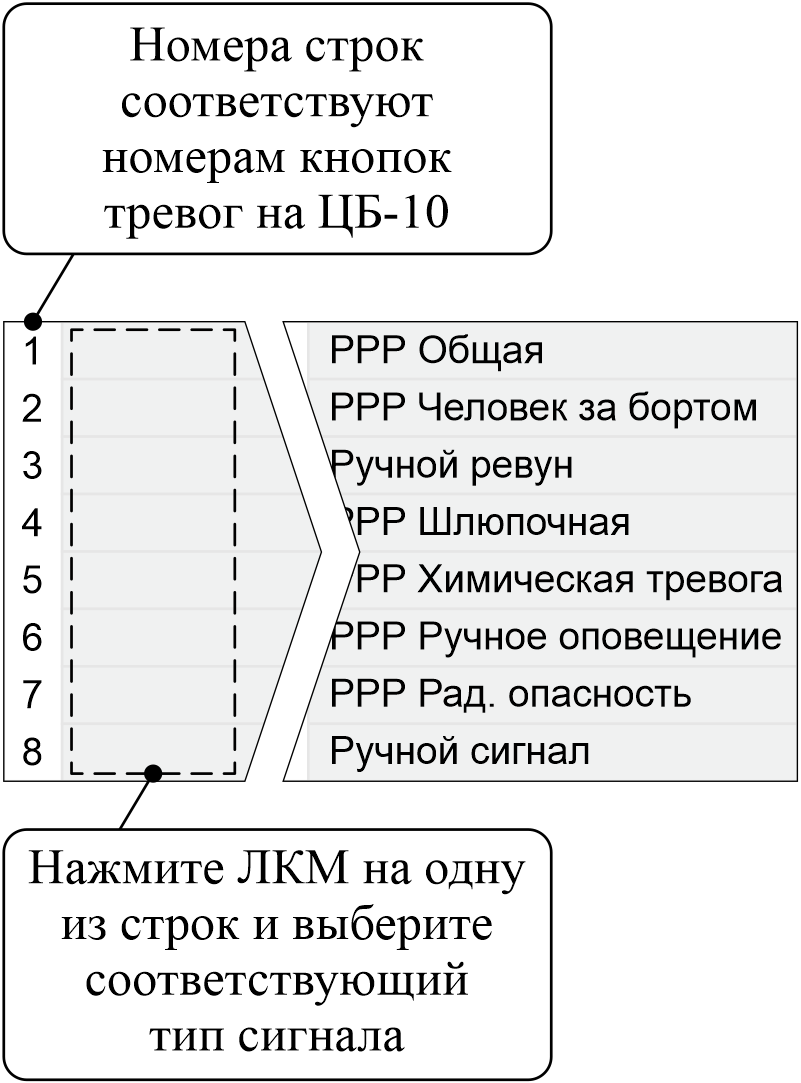 Номера строк
соответствуют
номерам кнопок
тревог на ЦБ-10
1 РРР Общая
2 РРР Человек за бортом
3 Ручной ревун
4 РРР Шлюпочная
5 РР Химическая тревога
6 РРР Ручное оповещение
7 РРР Рад. опасность
8 Ручной сигнал
Нажмите ЛКМ на одну
из строк и выберите
соответствующий
тип сигнала